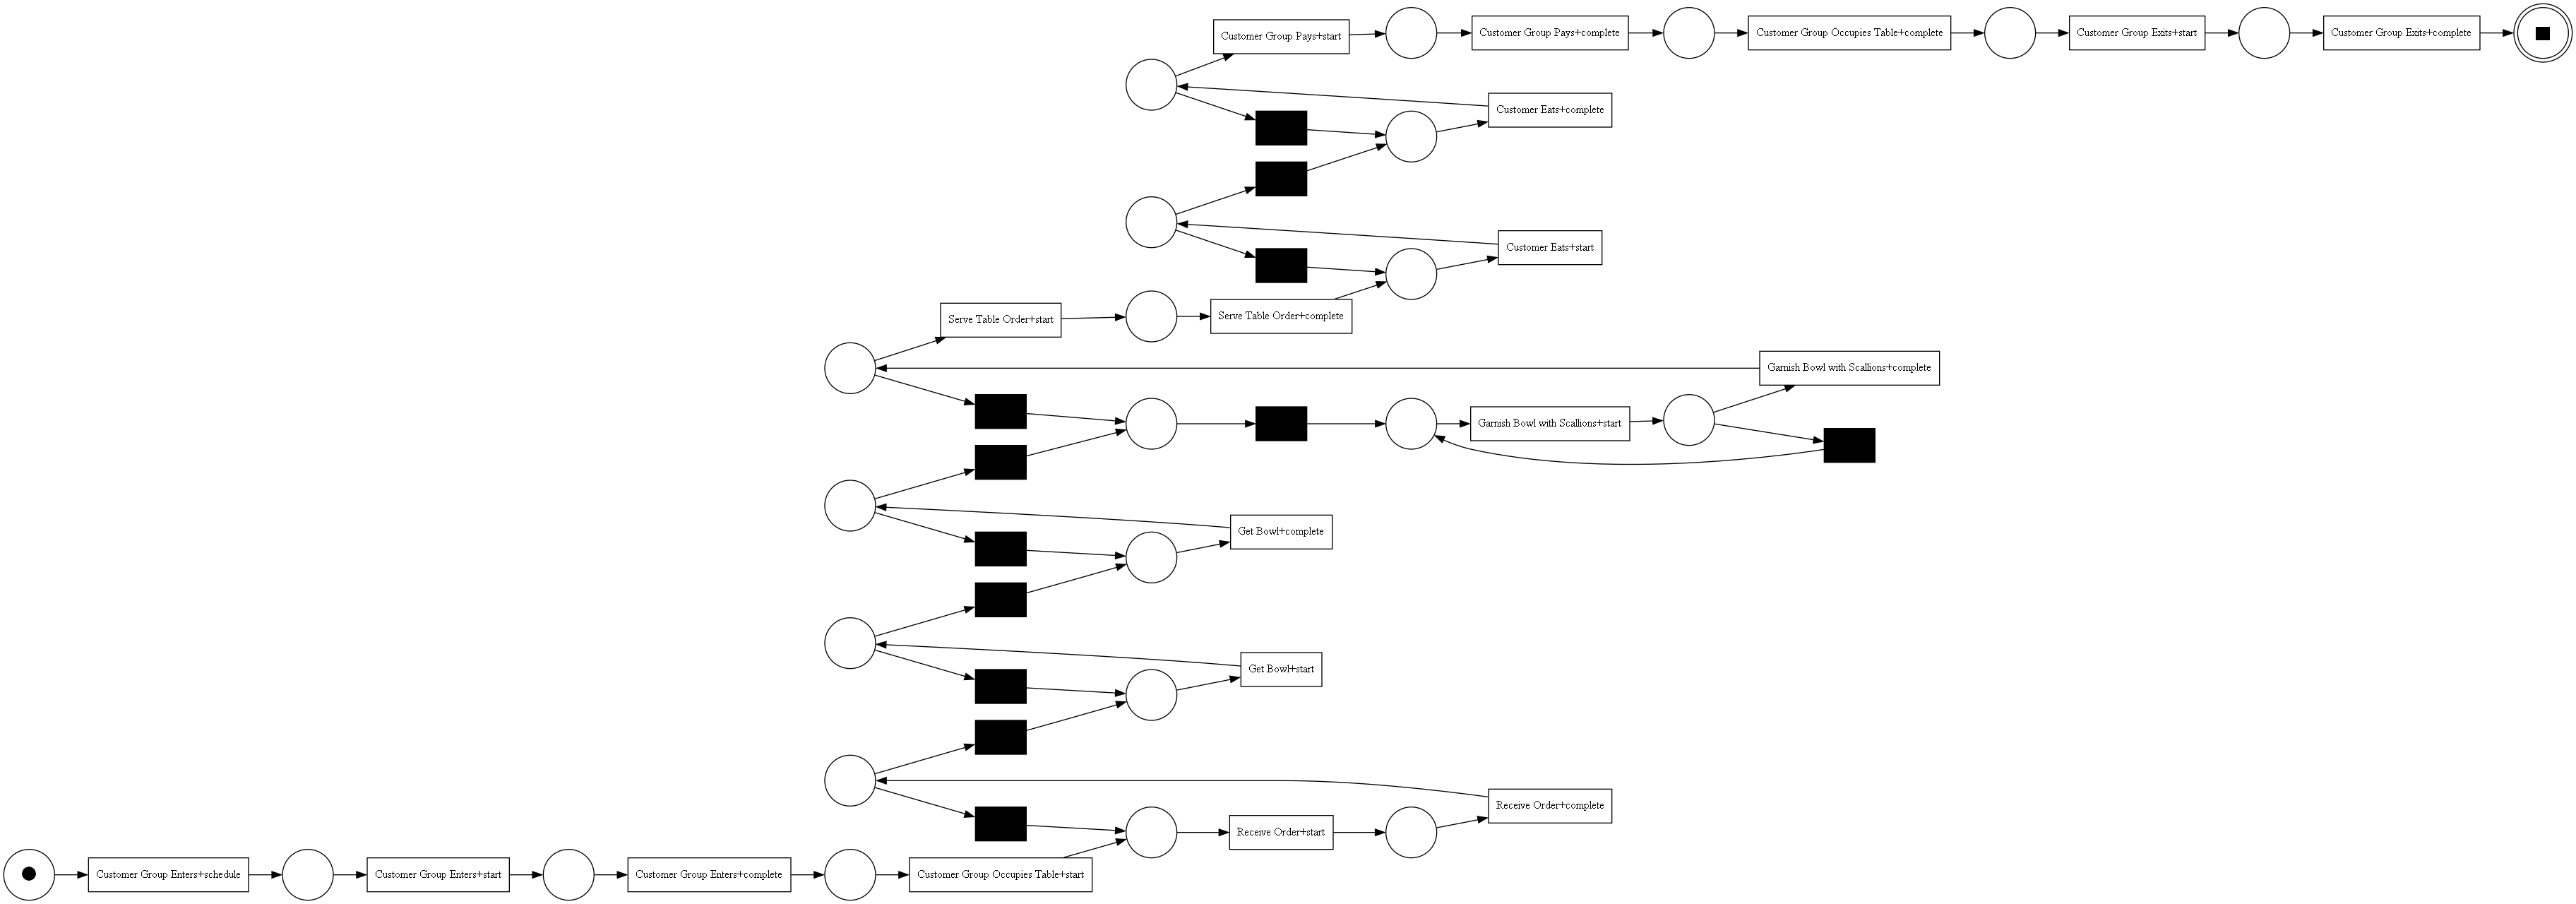 Customer Group Pays+start
Customer Group Pays+complete
Customer Group Occupies Table+complete
Customer Group Exits+start
Customer Group Exits+complete
Customer Eats+complete
Customer Eats+start
Serve Table Order+start
Serve Table Order+complete
Garnish Bowl with Scallions+complete
Garnish Bowl with Scallions+start
Get Bowl+complete
Get Bowl+start
Receive Order+complete
Receive Order+start
Customer Group Enters+schedule
Customer Group Enters+start
Customer Group Enters+complete
Customer Group Occupies Table+start